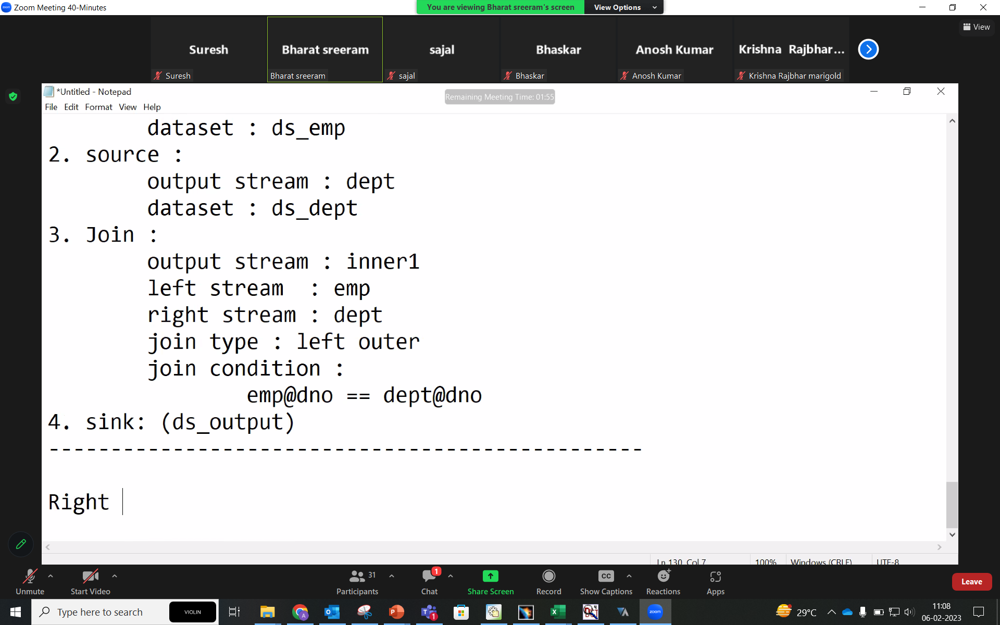 zoom Zoom Meeting 40-Minutes
You are viewing Bharat sreeram's screen
View Options
View
Suresh
Bharat sreeram
sajal
Bhaskar
Anosh Kumar
Krishna Rajbhar...
Suresh
Bharat sreeram
sajal
Bhaskar
Anosh Kumar
Krishna Rajbhar marigold
*Untitled - Notepad
Remaining Meeting Time: 01:55
File Edit Format View Help
dataset : ds_emp
2. source :
output stream : dept
dataset : ds_dept
3. Join :
output stream : inner1
left stream  : emp
right stream : dept
join type : left outer
join condition :
emp@dno == dept@dno
4. sink: (ds_output)
------------------------------------------------
Right
Ln 130, Col 7
100%
Windows (CRLF)
UTF-8
Unmute
Start Video
31
Participants
1
Chat
Share Screen
Record
CC
Show Captions
Reactions
Apps
Leave
Type here to search
VIOLIN
1
zoom
29°C
11:08
06-02-2023